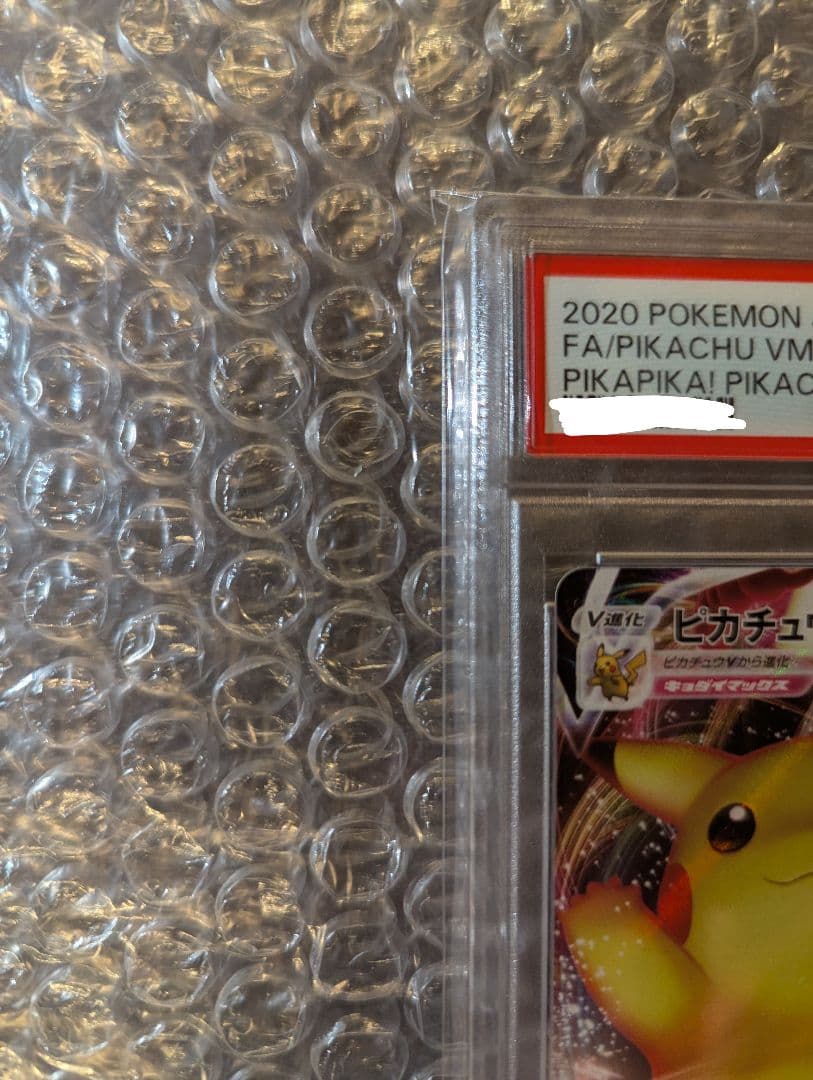 2020 POKEMON
FA/PIKACHU VM
PIKAPIKA! PIKAC
V進化
ピカチュウ
ピカチュウVから進化
キョダイマックス